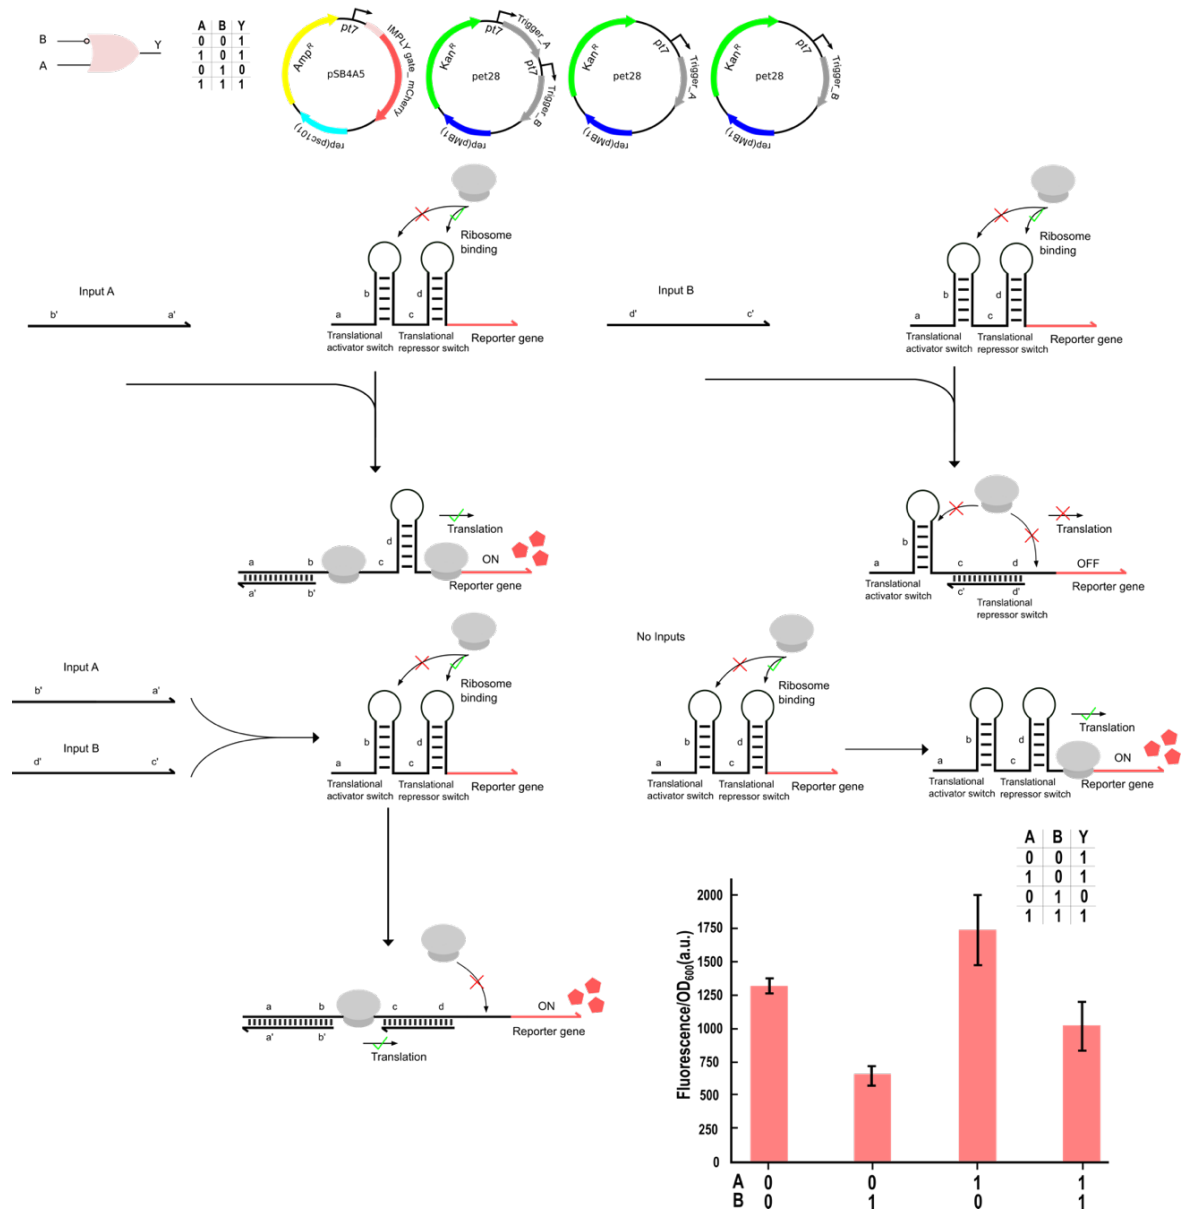 B
A
Y
A B Y
0 0 1
1 0 1
0 1 0
1 1 1
pt7
IMPLY gate_ mCherry
Amp R
pSB4A5
rep(psc101)
pt7
Trigger_A
pt7
Trigger_B
Kan R
pet28
rep(pMB1)
pt7
Trigger_A
Kan R
pet28
rep(pMB1)
pt7
Trigger_B
Kan R
pet28
rep(pMB1)
Input A
b' a'
Ribosome
binding
b d
a c
Translational
activator switch
Translational
repressor switch
Reporter gene
Translation
d
a b c
a' b'
ON
Reporter gene
Input B
d' c'
Ribosome
binding
b d
a c
Translational
activator switch
Translational
repressor switch
Reporter gene
Translation
b
a c d
c' d'
OFF
Translational
activator switch
Translational
repressor switch
Reporter gene
Input A
b' a'
Input B
d' c'
Ribosome
binding
b d
a c
Translational
activator switch
Translational
repressor switch
Reporter gene
a b c d
a' b'
ON
Reporter gene
Translation
No Inputs
Ribosome
binding
b d
a c
Translational
activator switch
Translational
repressor switch
Reporter gene
Translation
b d
a c
ON
Translational
activator switch
Translational
repressor switch
Reporter gene
A B Y
0 0 1
1 0 1
0 1 0
1 1 1
Fluorescence/OD600(a.u.)
2000
1750
1500
1250
1000
750
500
250
0
A 0 0 1 1
B 0 1 0 1